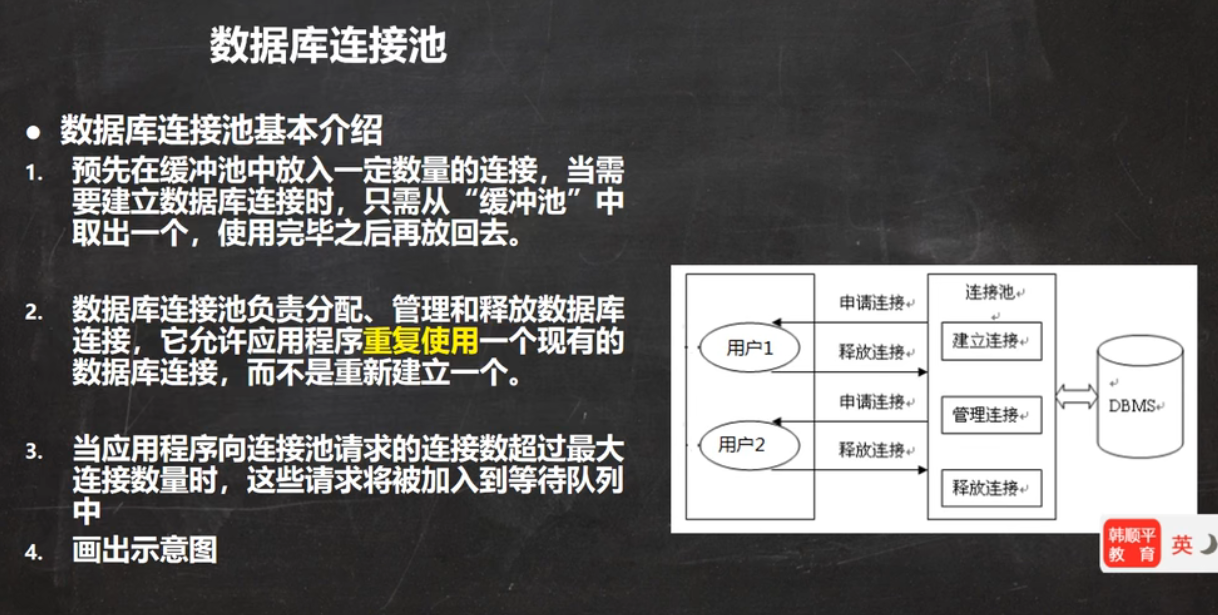 数据库连接池
● 数据库连接池基本介绍
1. 预先在缓冲池中放入一定数量的连接，当需
要建立数据库连接时，只需从“缓冲池”中
取出一个，使用完毕之后再放回去。
2. 数据库连接池负责分配、管理和释放数据库
连接，它允许应用程序重复使用一个现有的
数据库连接，而不是重新建立一个。
3. 当应用程序向连接池请求的连接数超过最大
连接数量时，这些请求将被加入到等待队列
中
4. 画出示意图
用户1
用户2
申请连接
释放连接
申请连接
释放连接
连接池
建立连接
管理连接
释放连接
DBMS
韩顺平
教 育
英